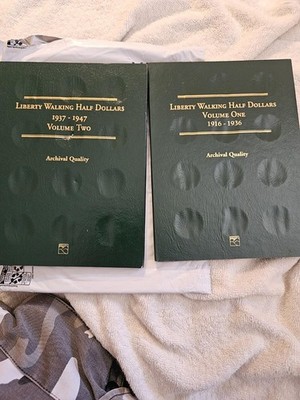 Liberty Walking Half Dollars
1937 - 1947
Volume Two
Archival Quality
Liberty Walking Half Dollars
Volume One
1916 - 1936
Archival Quality